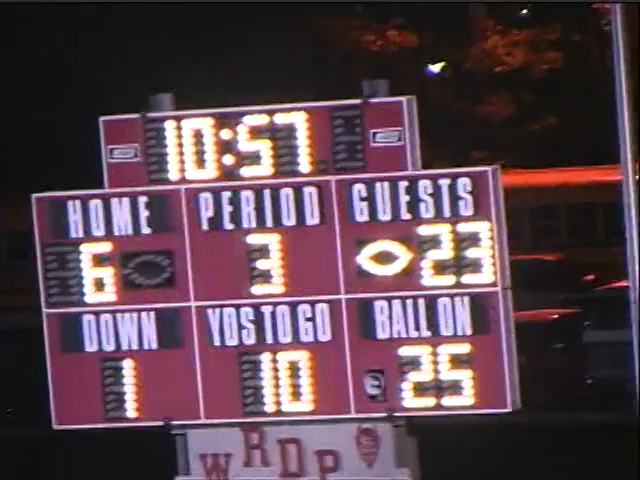 10:57
HOME PERIOD GUESTS
6 3 23
DOWN YDS TO GO BALL ON
1 10 25
WRDP